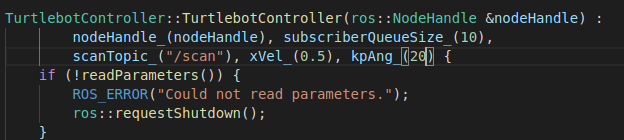 TurtlebotController::TurtlebotController(ros::NodeHandle &nodeHandle) :
nodeHandle_(nodeHandle), subscriberQueueSize_(10),
scanTopic_("/scan"), xVel_(0.5), kpAng_(20) {
if (!readParameters()) {
ROS_ERROR("Could not read parameters.");
ros::requestShutdown();
}